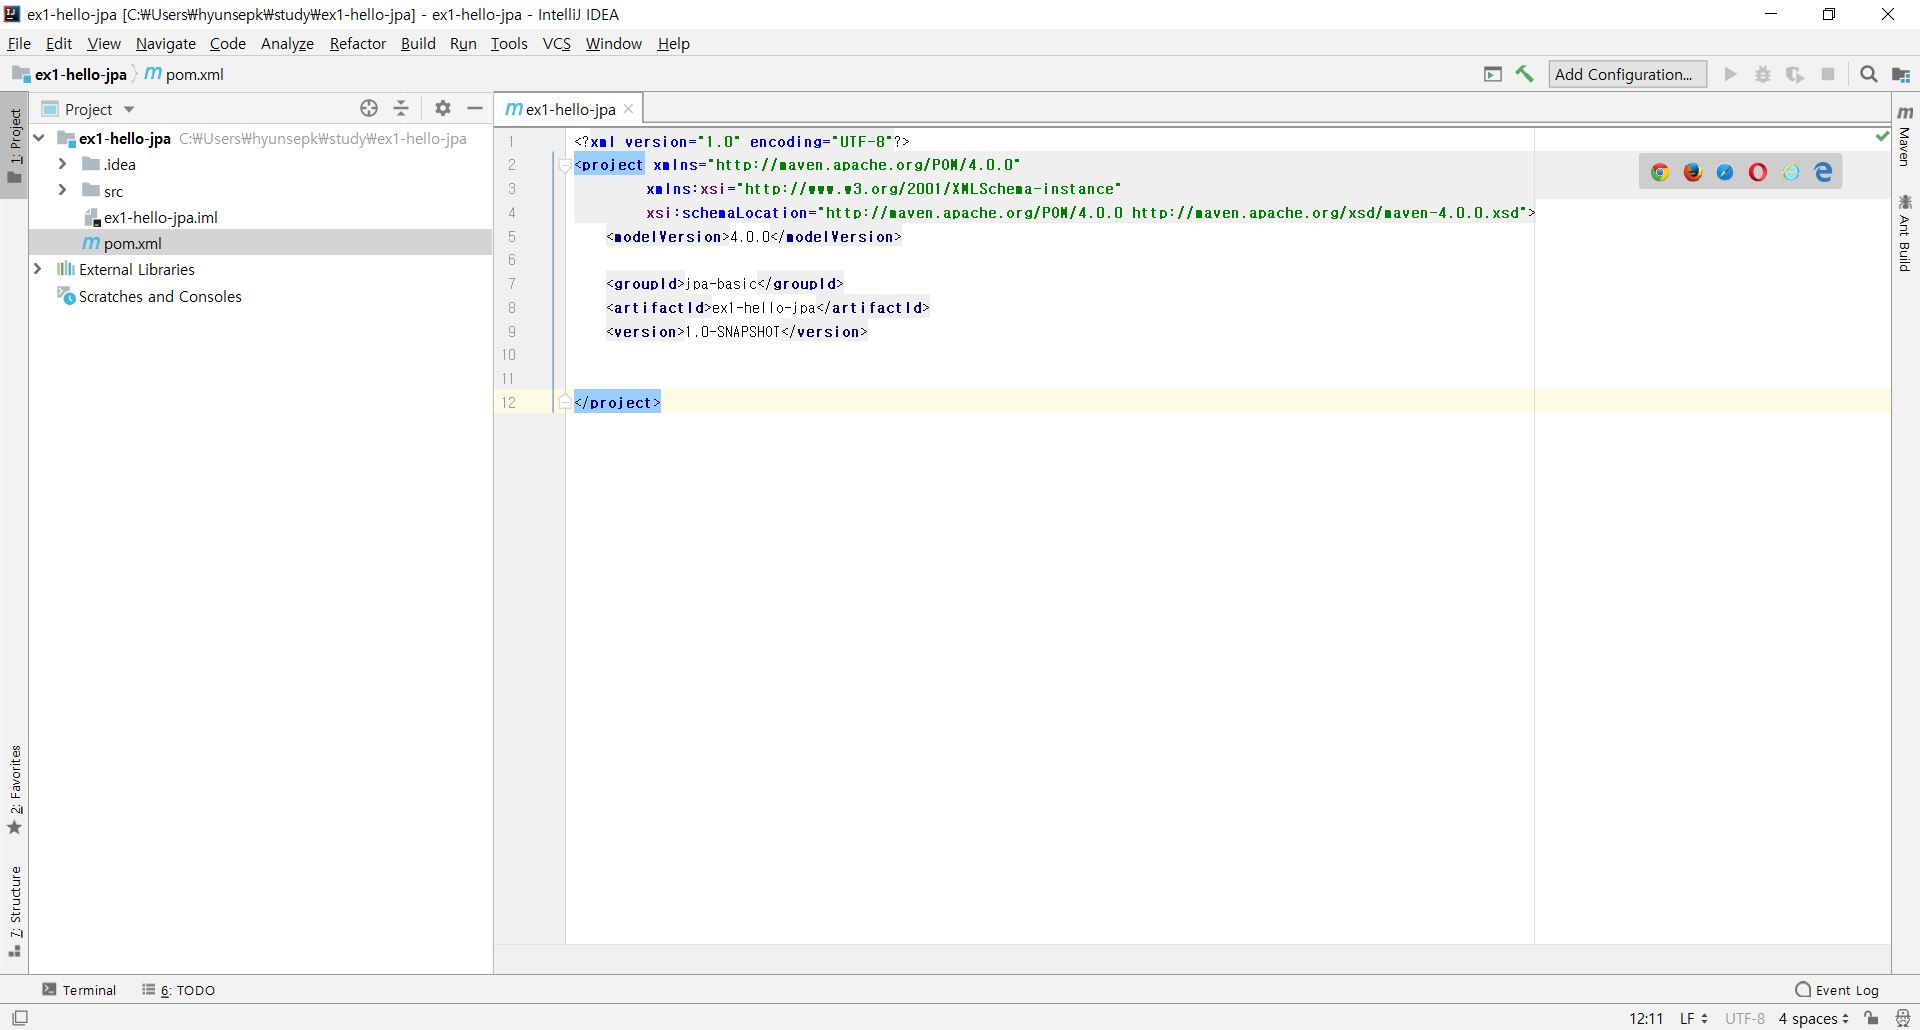 ex1-hello-jpa [C:₩Users₩hyunsepk₩study₩ex1-hello-jpa] - ex1-hello-jpa - IntelliJ IDEA
File Edit View Navigate Code Analyze Refactor Build Run Tools VCS Window Help
ex1-hello-jpa pom.xml Add Configuration...
1: Project
Project
ex1-hello-jpa C:₩Users₩hyunsepk₩study₩ex1-hello-jpa
.idea
src
ex1-hello-jpa.iml
pom.xml
External Libraries
Scratches and Consoles
2: Favorites
7: Structure
ex1-hello-jpa
1 <?xml version="1.0" encoding="UTF-8"?>
2 <project xmlns="http://maven.apache.org/POM/4.0.0"
3 xmlns:xsi="http://www.w3.org/2001/XMLSchema-instance"
4 xsi:schemaLocation="http://maven.apache.org/POM/4.0.0 http://maven.apache.org/xsd/maven-4.0.0.xsd">
5 <modelVersion>4.0.0</modelVersion>
6
7 <groupId>jpa-basic</groupId>
8 <artifactId>ex1-hello-jpa</artifactId>
9 <version>1.0-SNAPSHOT</version>
10
11
12 </project>
Maven
Ant Build
Terminal 6: TODO Event Log
12:11 LF UTF-8 4 spaces